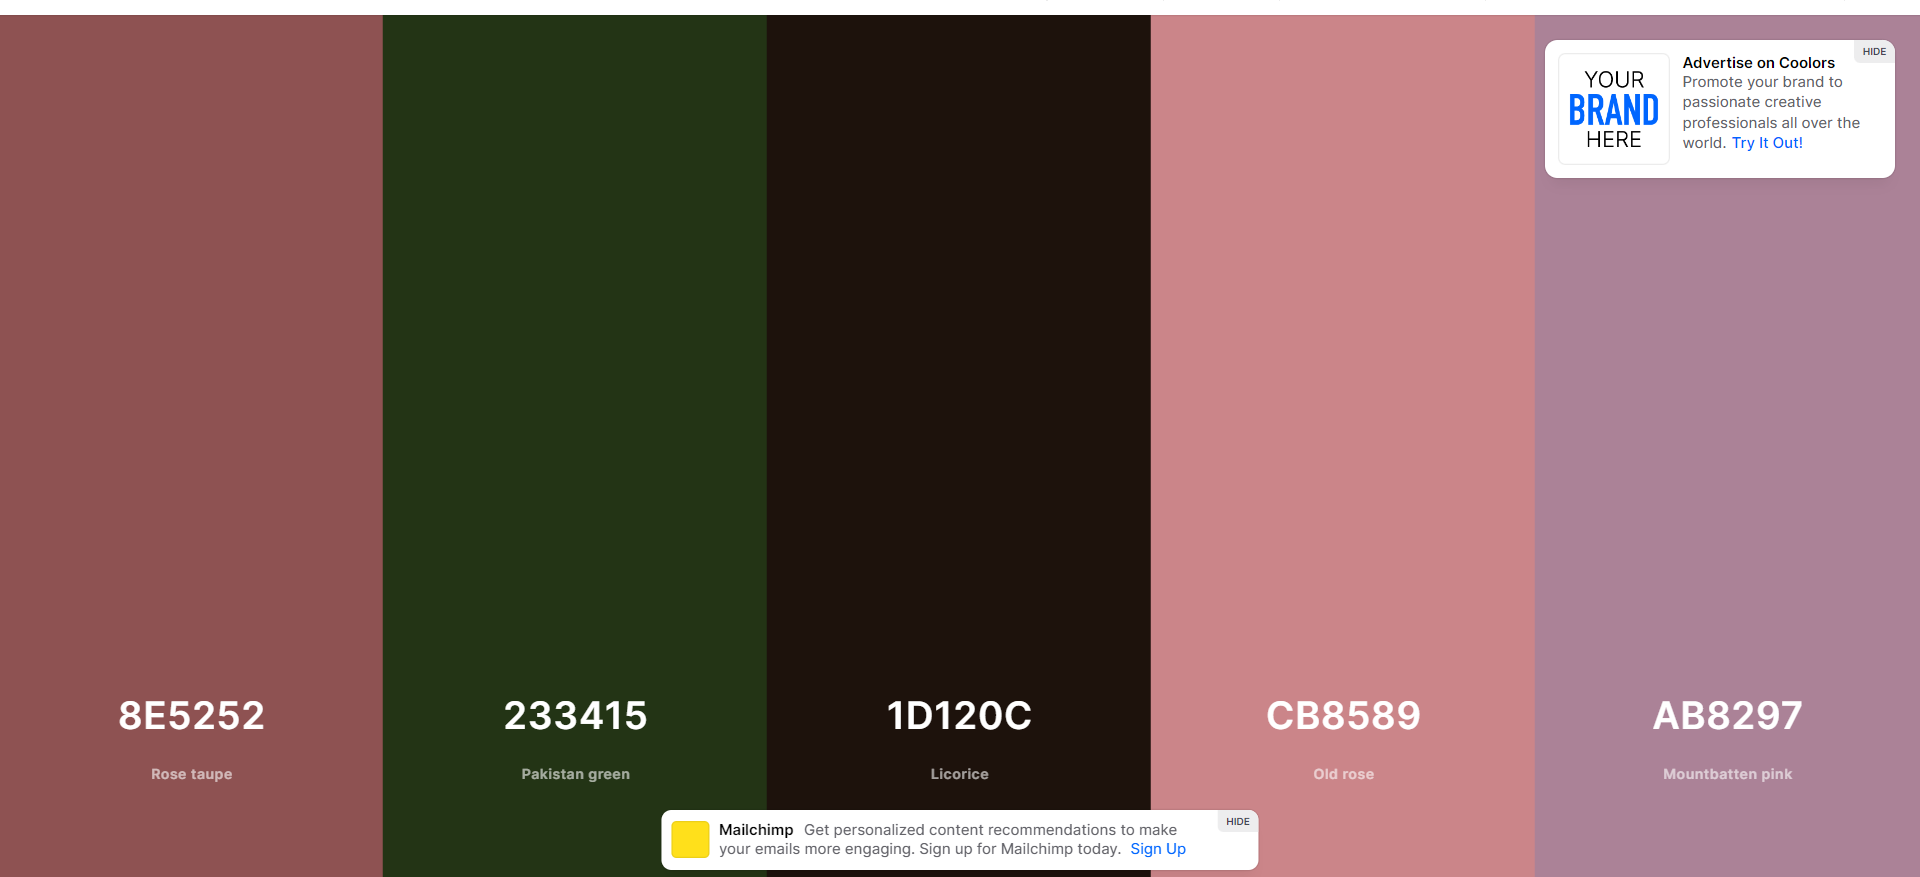 HIDE
YOUR
BRAND
HERE
Advertise on Coolors
Promote your brand to
passionate creative
professionals all over the
world. Try It Out!
8E5252
233415
1D120C
CB8589
AB8297
Rose taupe
Pakistan green
Licorice
Old rose
Mountbatten pink
HIDE
Mailchimp Get personalized content recommendations to make
your emails more engaging. Sign up for Mailchimp today. Sign Up